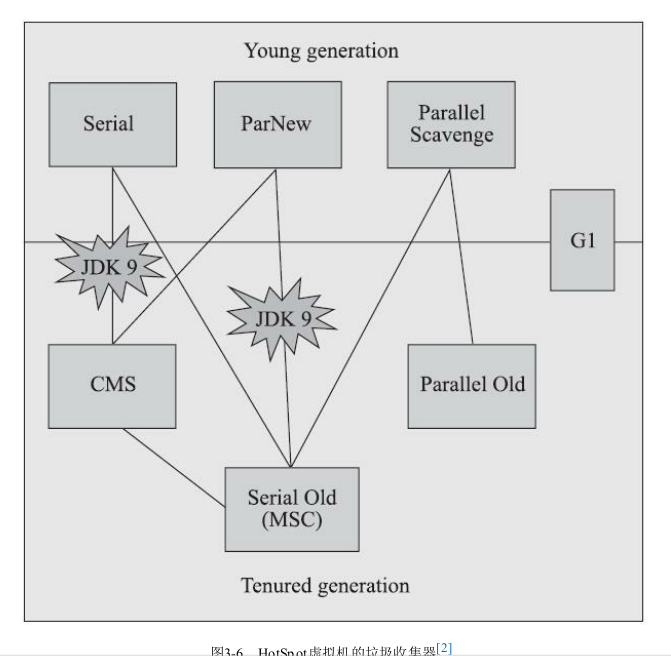 Young generation
Serial
ParNew
Parallel
Scavenge
G1
JDK 9
JDK 9
CMS
Parallel Old
Serial Old
(MSC)
Tenured generation
图3-6 HotSpot虚拟机的垃圾收集器[2]